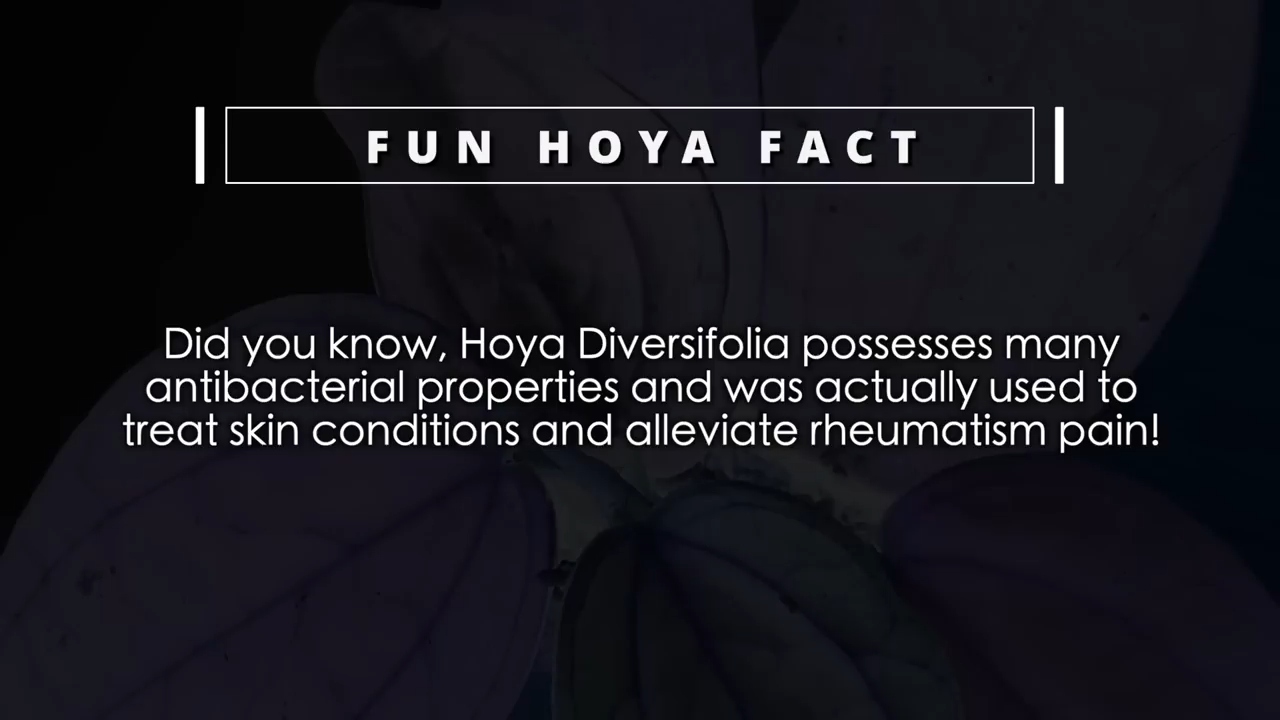 FUN HOYA FACT
Did you know, Hoya Diversifolia possesses many
antibacterial properties and was actually used to
treat skin conditions and alleviate rheumatism pain!